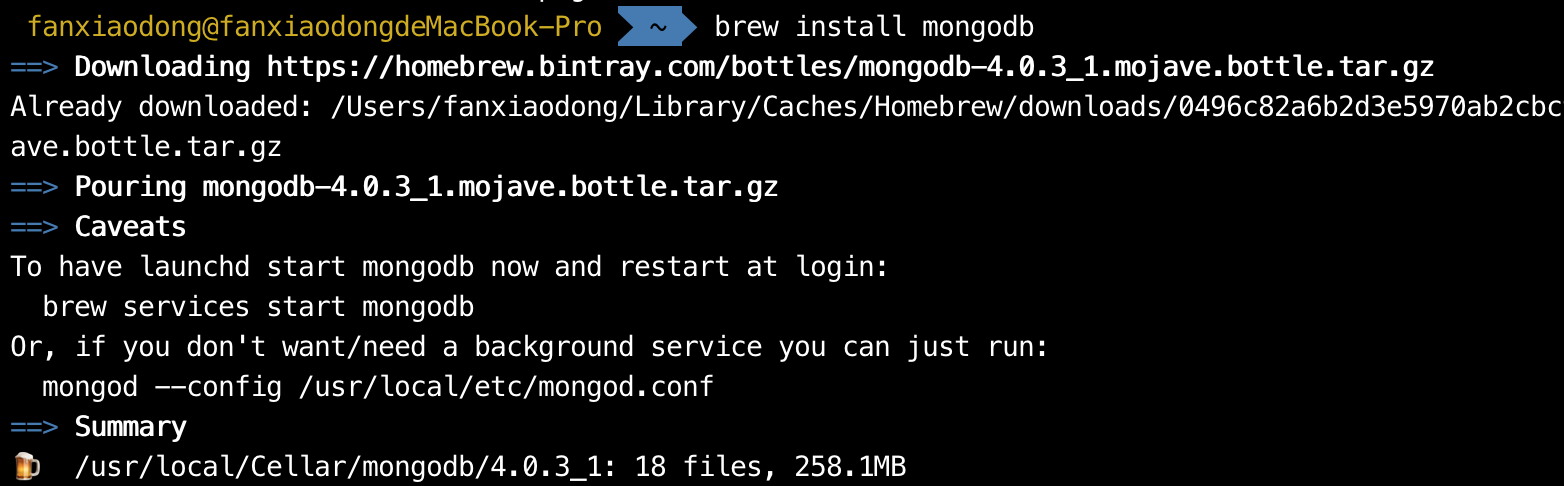 fanxiaodong@fanxiaodongdeMacBook-Pro ~ brew install mongodb
==> Downloading https://homebrew.bintray.com/bottles/mongodb-4.0.3_1.mojave.bottle.tar.gz
Already downloaded: /Users/fanxiaodong/Library/Caches/Homebrew/downloads/0496c82a6b2d3e5970ab2cbc
ave.bottle.tar.gz
==> Pouring mongodb-4.0.3_1.mojave.bottle.tar.gz
==> Caveats
To have launchd start mongodb now and restart at login:
  brew services start mongodb
Or, if you don't want/need a background service you can just run:
  mongod --config /usr/local/etc/mongod.conf
==> Summary
🍺  /usr/local/Cellar/mongodb/4.0.3_1: 18 files, 258.1MB